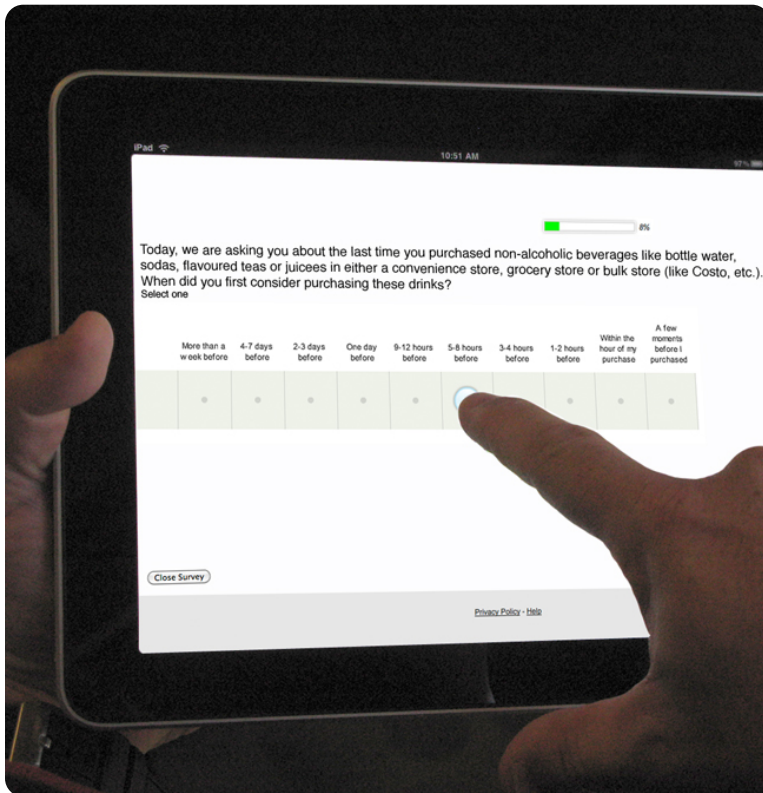 iPad
10:51 AM
97%
8%
Today, we are asking you about the last time you purchased non-alcoholic beverages like bottle water,
sodas, flavoured teas or juicees in either a convenience store, grocery store or bulk store (like Costo, etc.).
When did you first consider purchasing these drinks?
Select one
More than a week before
4-7 days before
2-3 days before
One day before
9-12 hours before
5-8 hours before
3-4 hours before
1-2 hours before
Within the hour of my purchase
A few moments before I purchased
Close Survey
Privacy Policy - Help